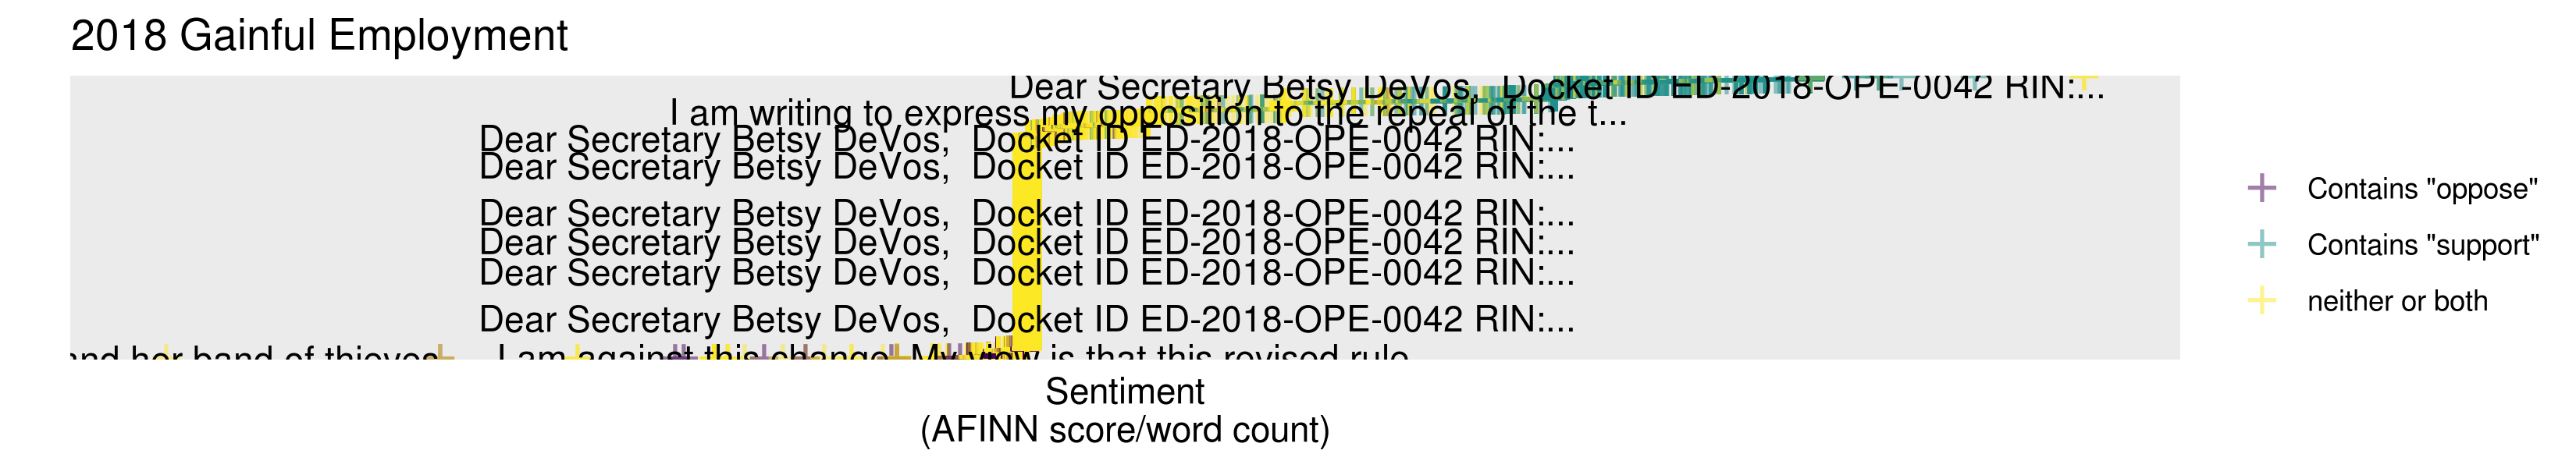 2018 Gainful Employment
Dear Secretary Betsy DeVos, Docket ID ED-2018-OPE-0042 RIN:...
I am writing to express my opposition to the repeal of the t...
Dear Secretary Betsy DeVos, Docket ID ED-2018-OPE-0042 RIN:...
Dear Secretary Betsy DeVos, Docket ID ED-2018-OPE-0042 RIN:...
Dear Secretary Betsy DeVos, Docket ID ED-2018-OPE-0042 RIN:...
Dear Secretary Betsy DeVos, Docket ID ED-2018-OPE-0042 RIN:...
Dear Secretary Betsy DeVos, Docket ID ED-2018-OPE-0042 RIN:...
Dear Secretary Betsy DeVos, Docket ID ED-2018-OPE-0042 RIN:...
her band of thieves I am against this change. My view is that this revised rule
Sentiment
(AFINN score/word count)
Contains "oppose"
Contains "support"
neither or both